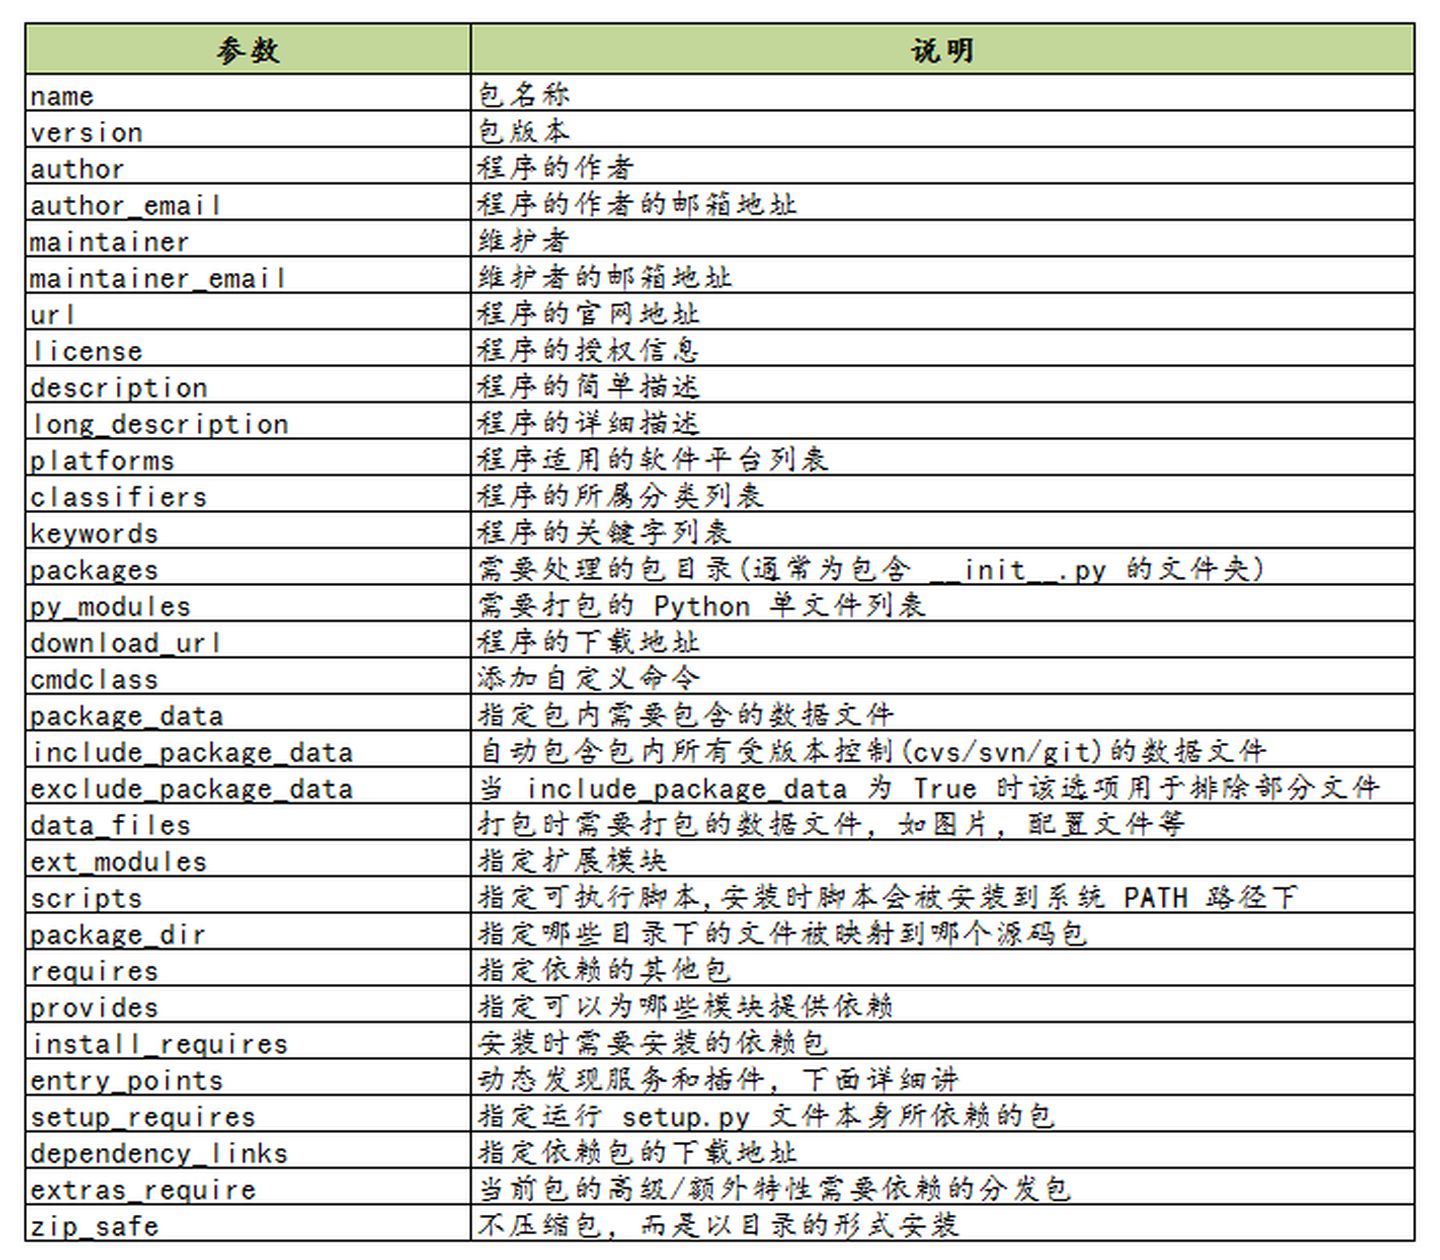 参数 说明
name 包名称
version 包版本
author 程序的作者
author_email 程序的作者的邮箱地址
maintainer 维护者
maintainer_email 维护者的邮箱地址
url 程序的官网地址
license 程序的授权信息
description 程序的简单描述
long_description 程序的详细描述
platforms 程序适用的软件平台列表
classifiers 程序的所属分类列表
keywords 程序的关键字列表
packages 需要处理的包目录(通常为包含 __init__.py 的文件夹)
py_modules 需要打包的 Python 单文件列表
download_url 程序的下载地址
cmdclass 添加自定义命令
package_data 指定包内需要包含的数据文件
include_package_data 自动包含包内所有受版本控制(cvs/svn/git)的数据文件
exclude_package_data 当 include_package_data 为 True 时该选项用于排除部分文件
data_files 打包时需要打包的数据文件，如图片，配置文件等
ext_modules 指定扩展模块
scripts 指定可执行脚本,安装时脚本会被安装到系统 PATH 路径下
package_dir 指定哪些目录下的文件被映射到哪个源码包
requires 指定依赖的其他包
provides 指定可以为哪些模块提供依赖
install_requires 安装时需要安装的依赖包
entry_points 动态发现服务和插件，下面详细讲
setup_requires 指定运行 setup.py 文件本身所依赖的包
dependency_links 指定依赖包的下载地址
extras_require 当前包的高级/额外特性需要依赖的分发包
zip_safe 不压缩包，而是以目录的形式安装